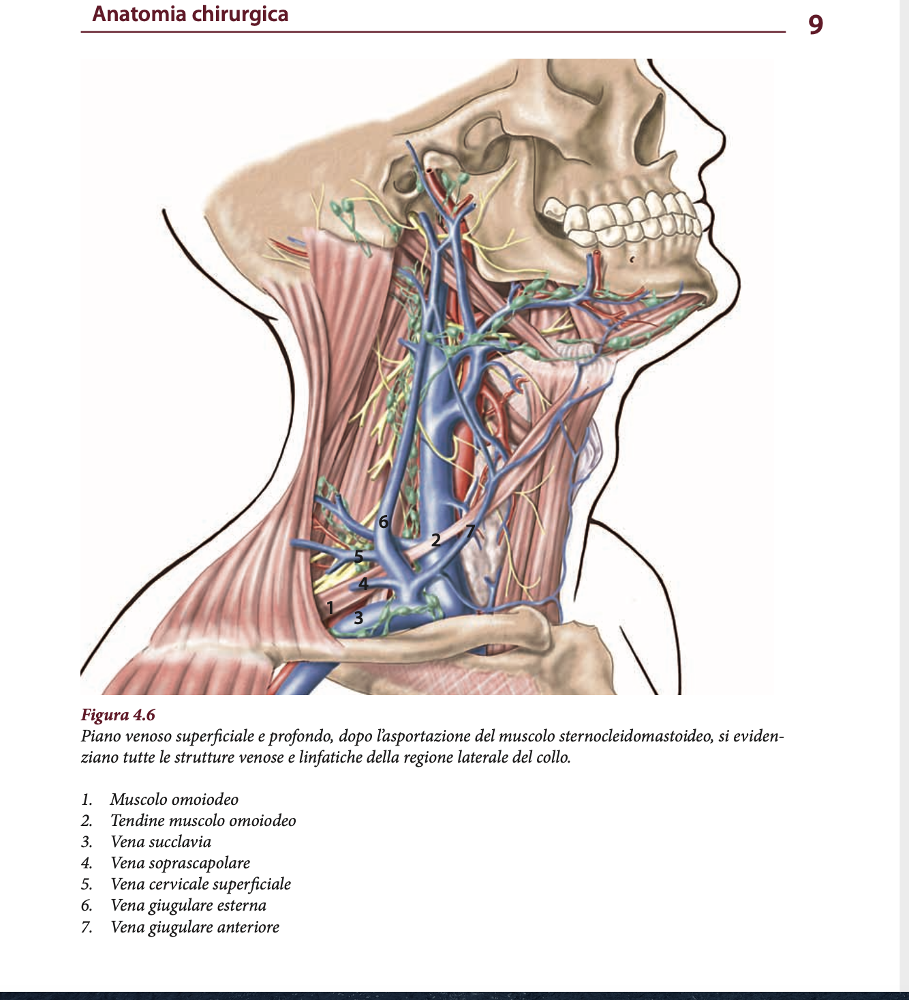 Anatomia chirurgica
9
6
2
7
5
4
1
3
Figura 4.6
Piano venoso superficiale e profondo, dopo l'asportazione del muscolo sternocleidomastoideo, si eviden-
ziano tutte le strutture venose e linfatiche della regione laterale del collo.
1. Muscolo omoiodeo
2. Tendine muscolo omoiodeo
3. Vena succlavia
4. Vena soprascapolare
5. Vena cervicale superficiale
6. Vena giugulare esterna
7. Vena giugulare anteriore